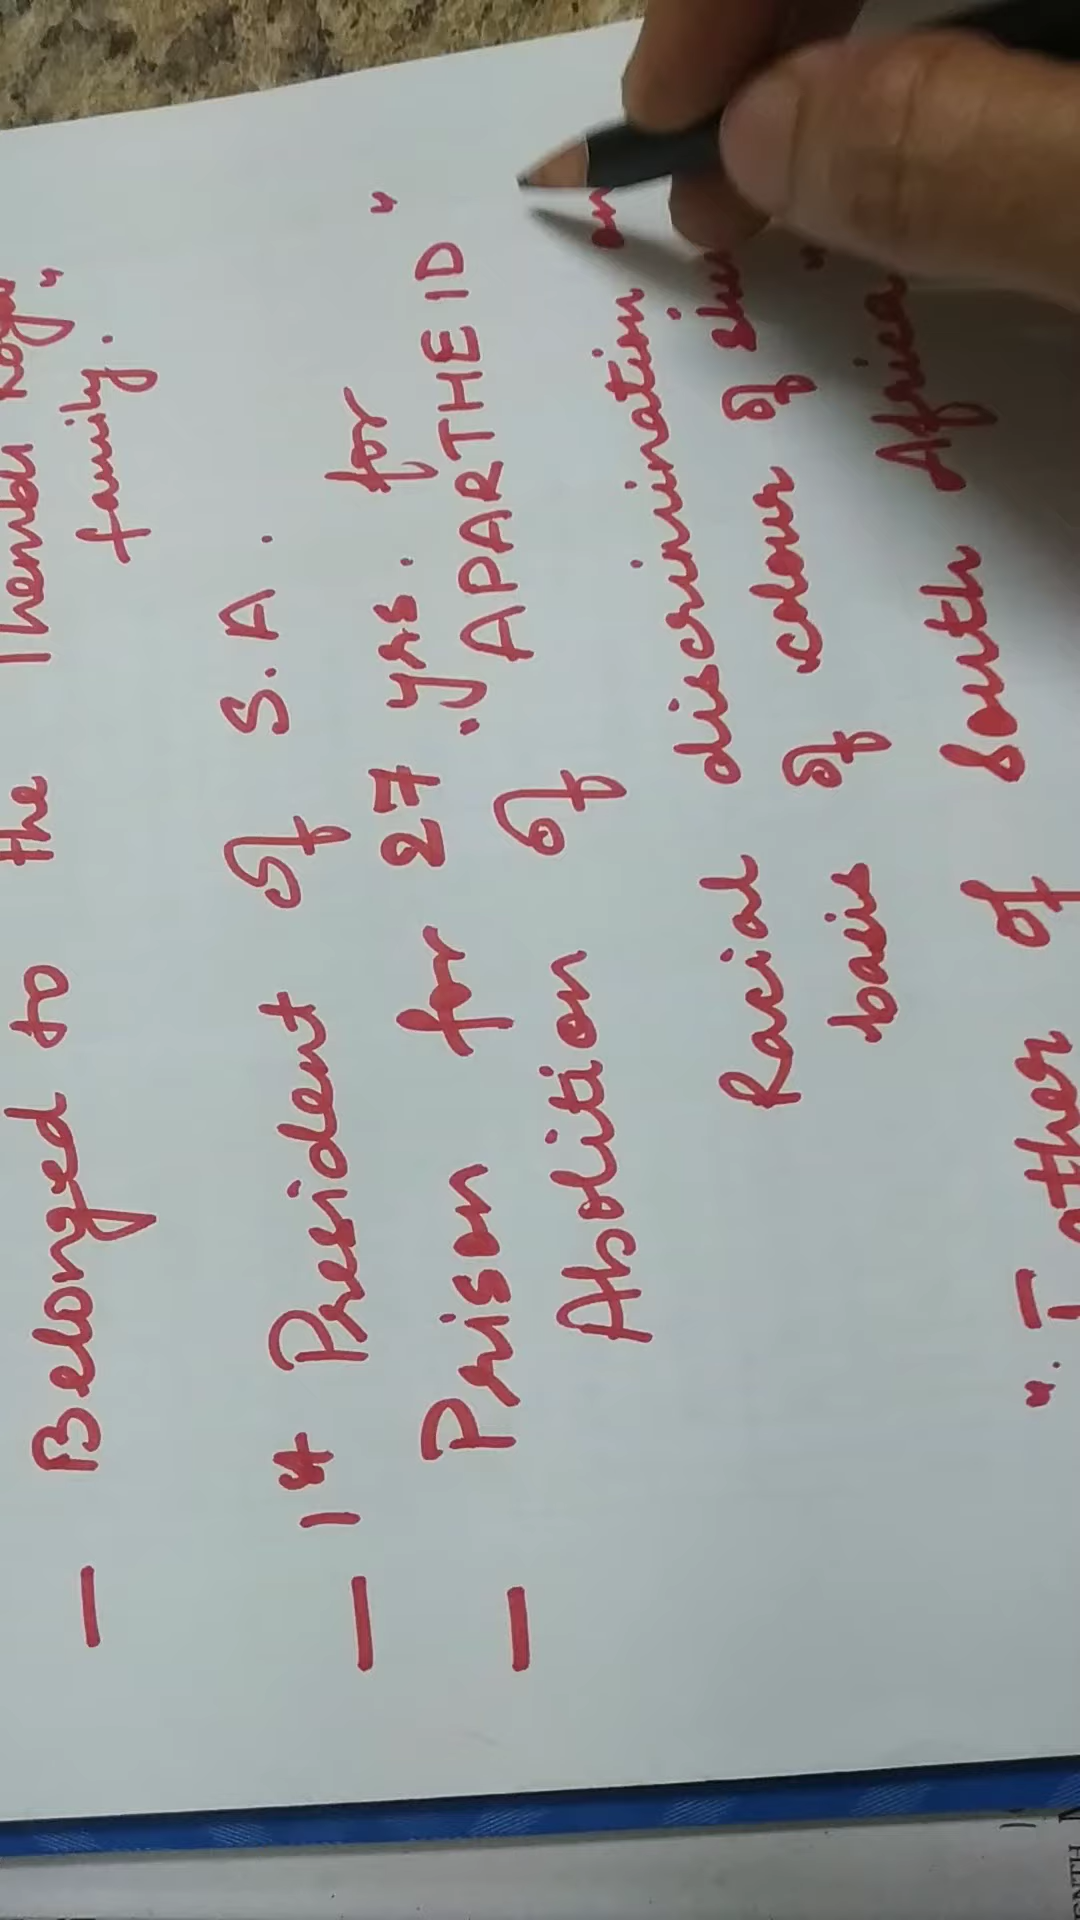 — Belonged to the Thembu
family."
— 1st President of S.A.
— Prison for 27 yrs. for
Abolition of "APARTHEID"
Racial discrimination on
basis of colour of
". Father of South Africa"